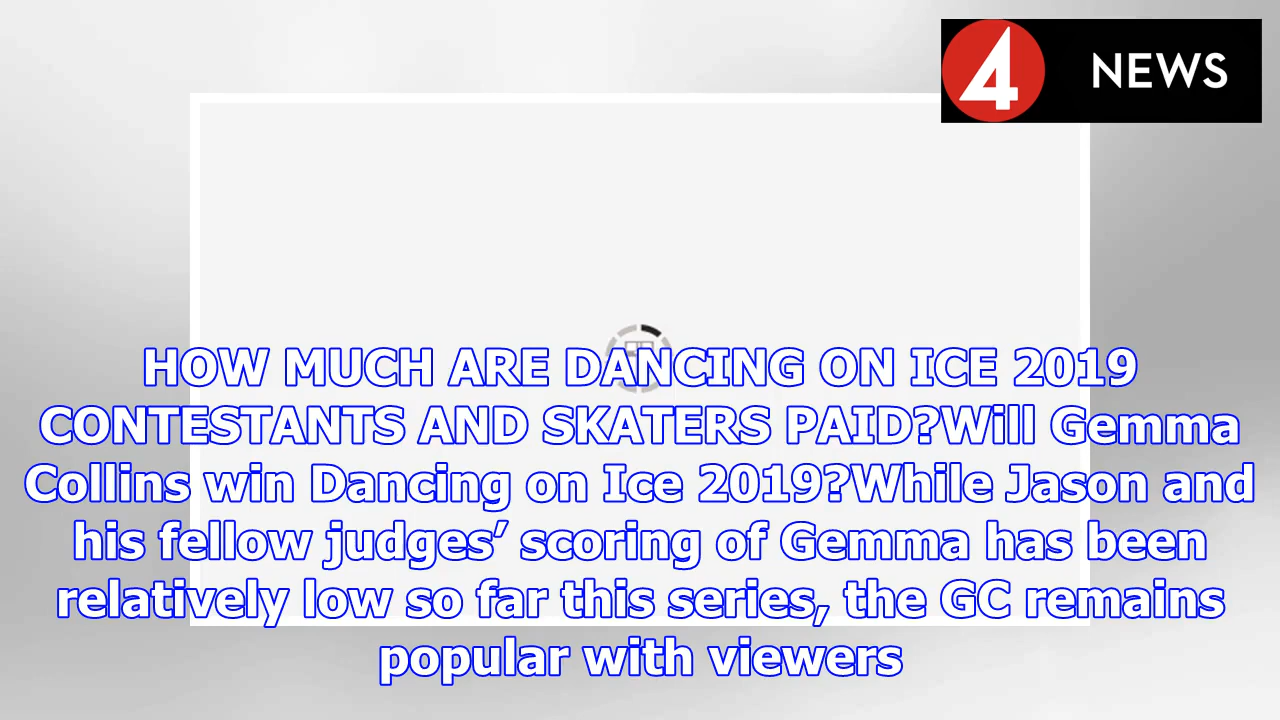 4 NEWS
HOW MUCH ARE DANCING ON ICE 2019
CONTESTANTS AND SKATERS PAID?Will Gemma
Collins win Dancing on Ice 2019?While Jason and
his fellow judges’ scoring of Gemma has been
relatively low so far this series, the GC remains
popular with viewers